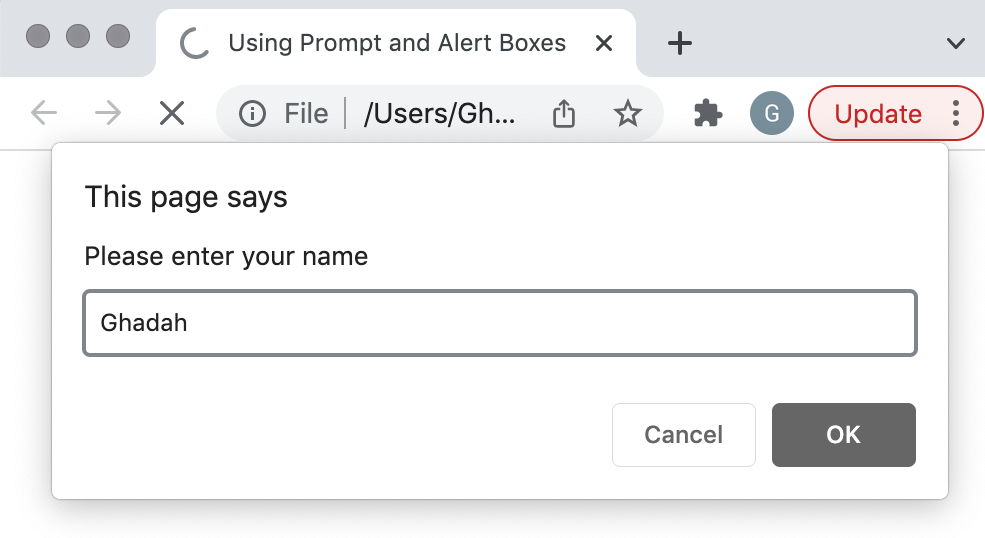 Using Prompt and Alert Boxes
File /Users/Gh... G Update
This page says
Please enter your name
Ghadah
Cancel OK